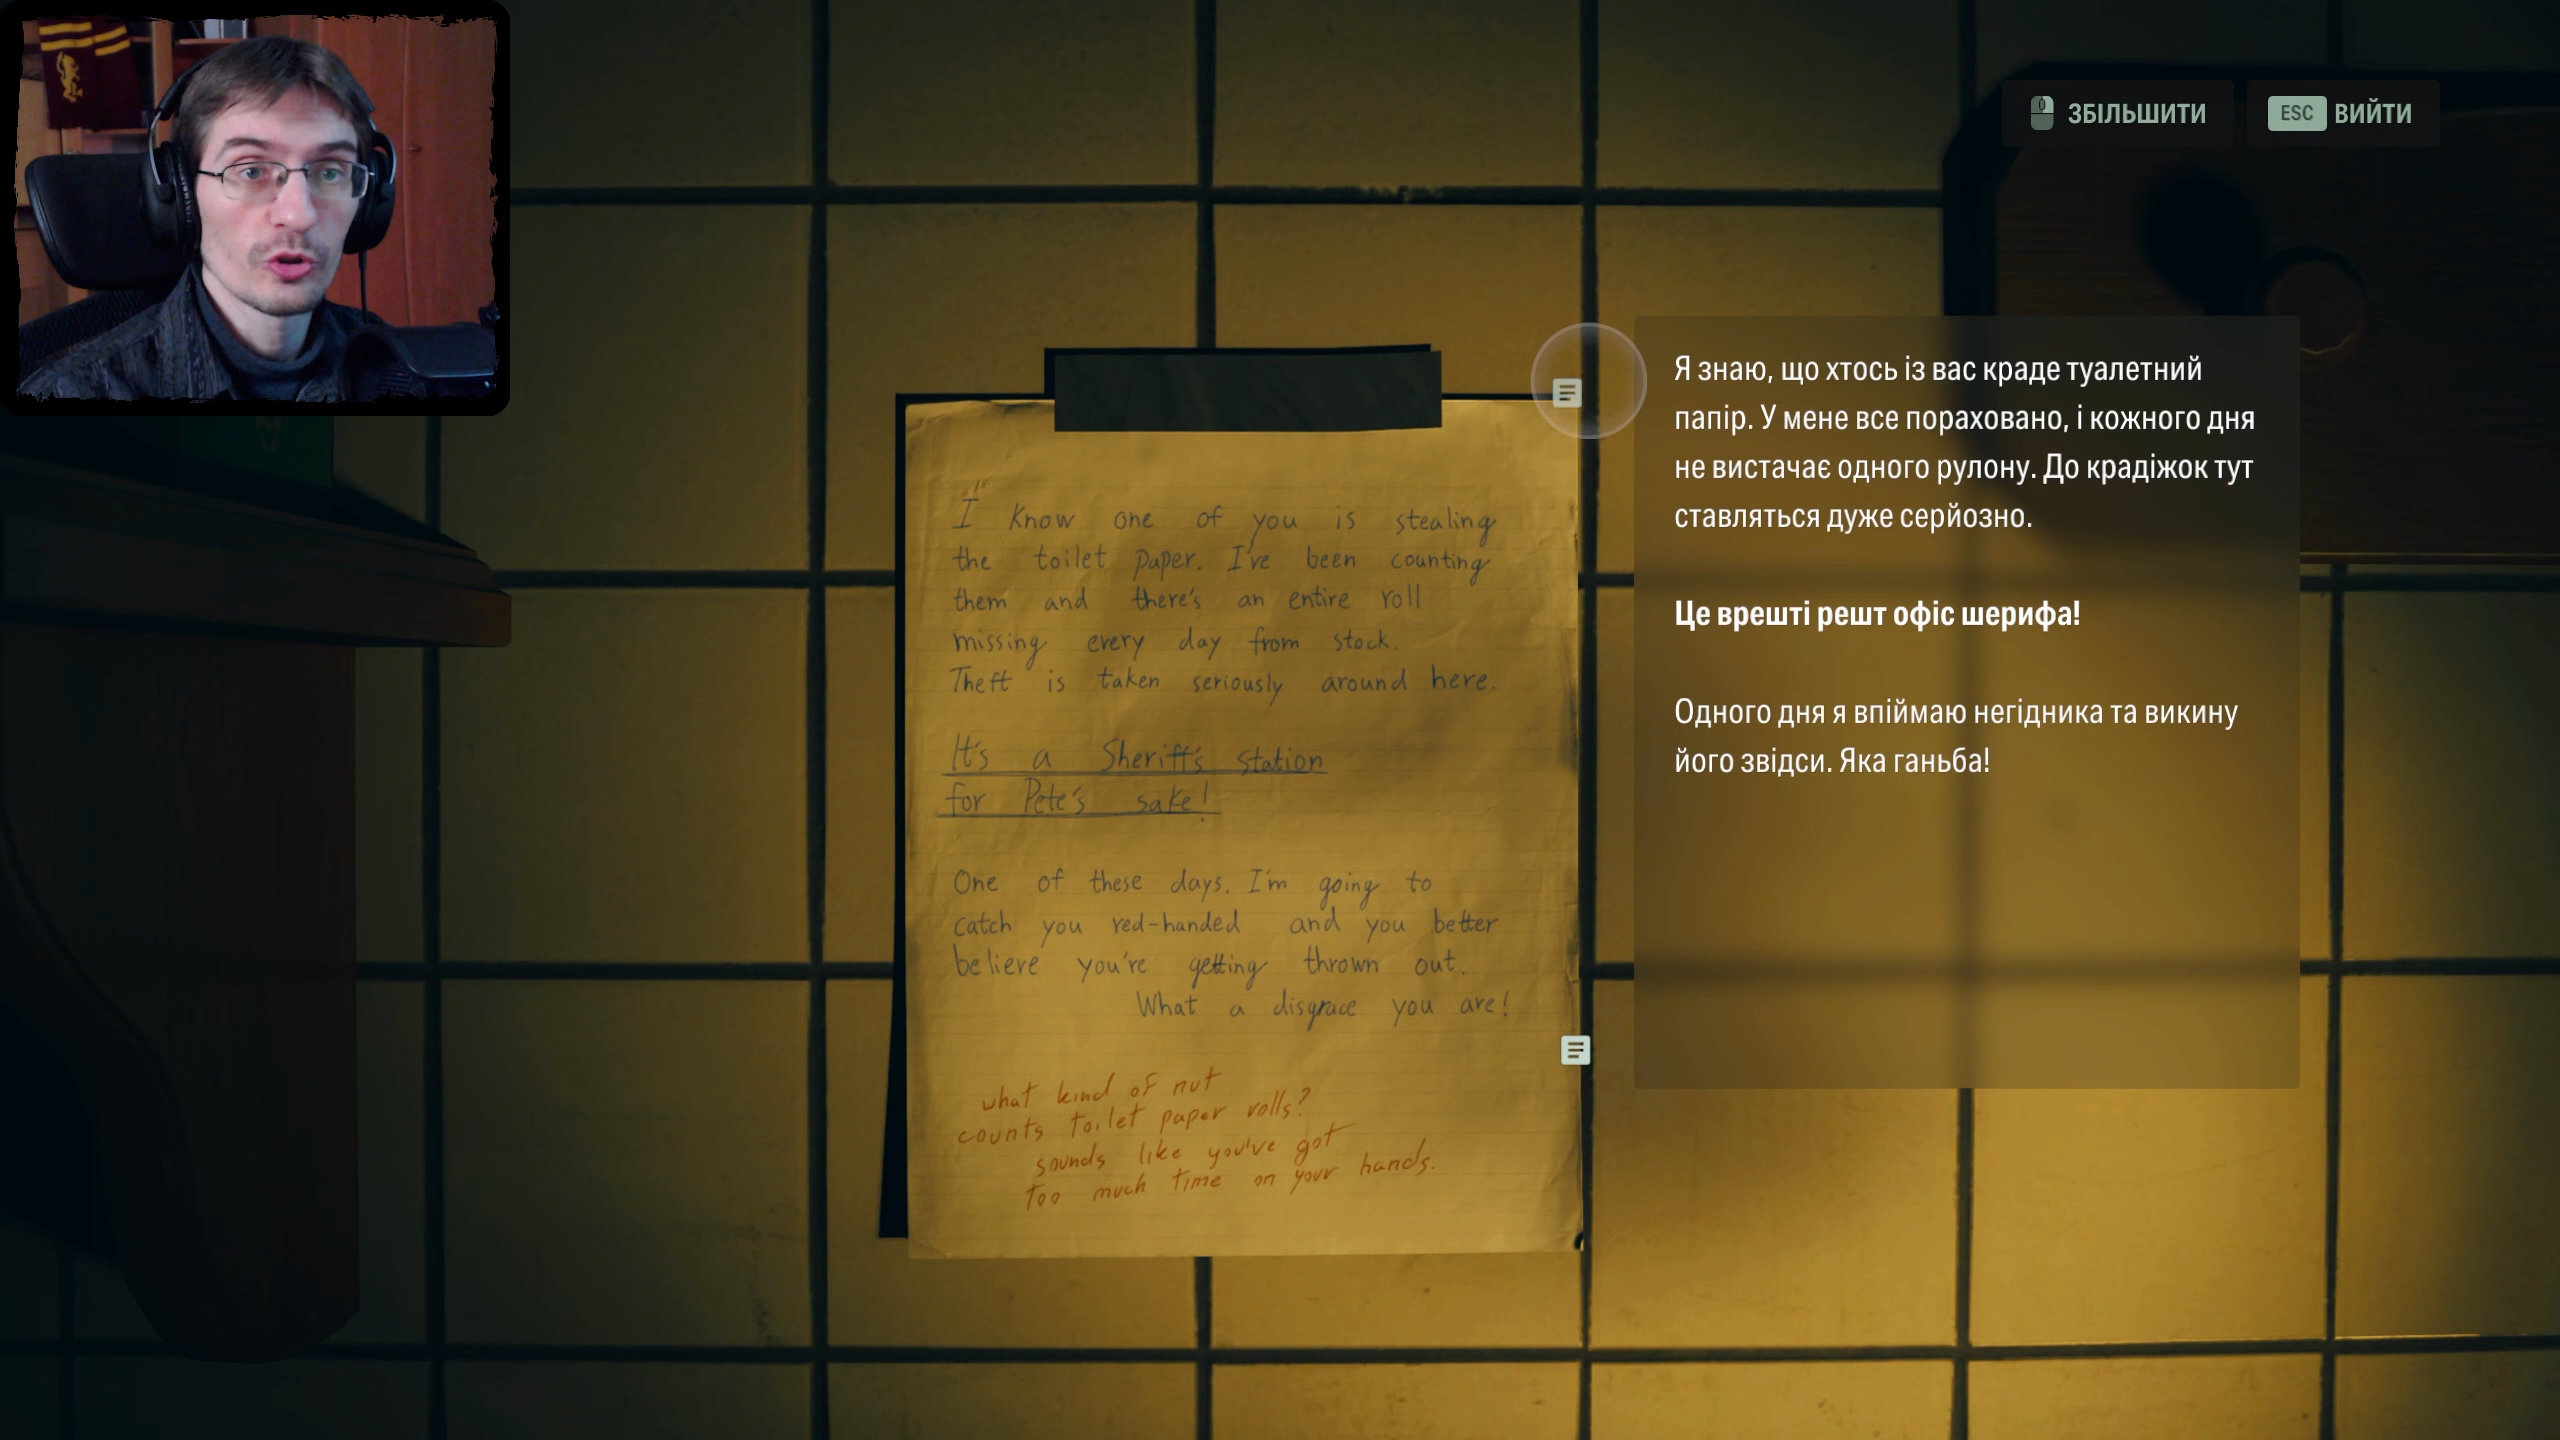 ЗБІЛЬШИТИ
ESC ВИЙТИ
I know one of you is stealing
the toilet paper. I've been counting
them and there's an entire roll
missing every day from stock.
Theft is taken seriously around here.
It's a Sheriff's station
for Pete's sake!
One of these days. I'm going to
catch you red-handed and you better
believe you're getting thrown out.
What a disgrace you are!
what kind of nut
counts toilet paper rolls?
sounds like you've got
too much time on your hands.
Я знаю, що хтось із вас краде туалетний
папір. У мене все пораховано, і кожного дня
не вистачає одного рулону. До крадіжок тут
ставляться дуже серйозно.
Це врешті решт офіс шерифа!
Одного дня я впіймаю негідника та викину
його звідси. Яка ганьба!